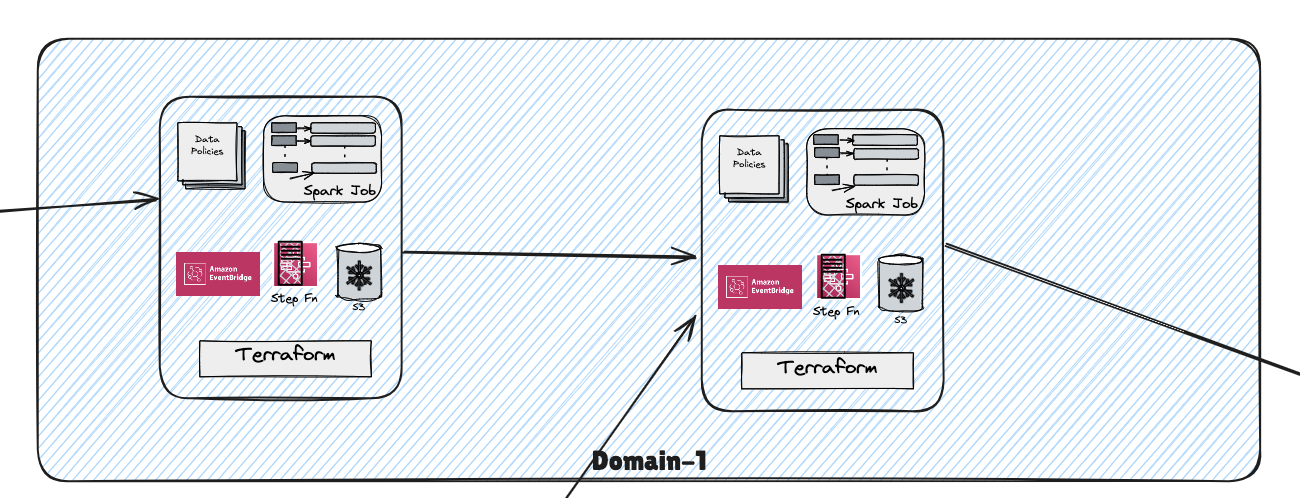 Data
Policies
Spark Job
Amazon
EventBridge
Step Fn
S3
Terraform
Data
Policies
Spark Job
Amazon
EventBridge
Step Fn
S3
Terraform
Domain-1